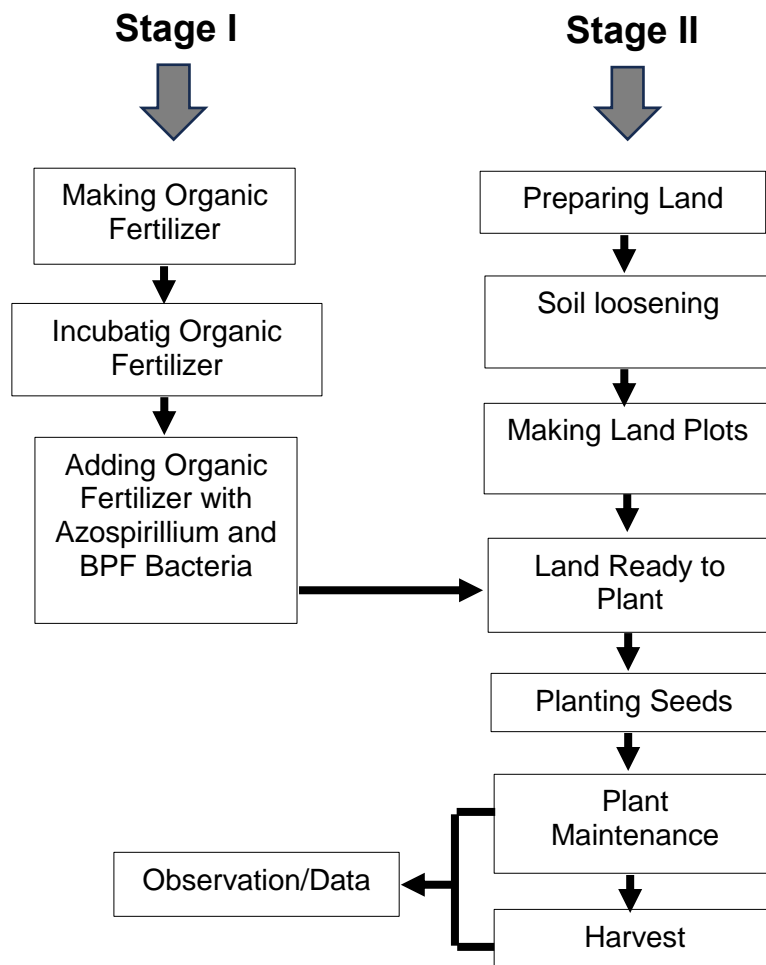 Stage I
Making Organic
Fertilizer
Incubatig Organic
Fertilizer
Adding Organic
Fertilizer with
Azospirillium and
BPF Bacteria
Stage II
Preparing Land
Soil loosening
Making Land Plots
Land Ready to
Plant
Planting Seeds
Plant
Maintenance
Harvest
Observation/Data